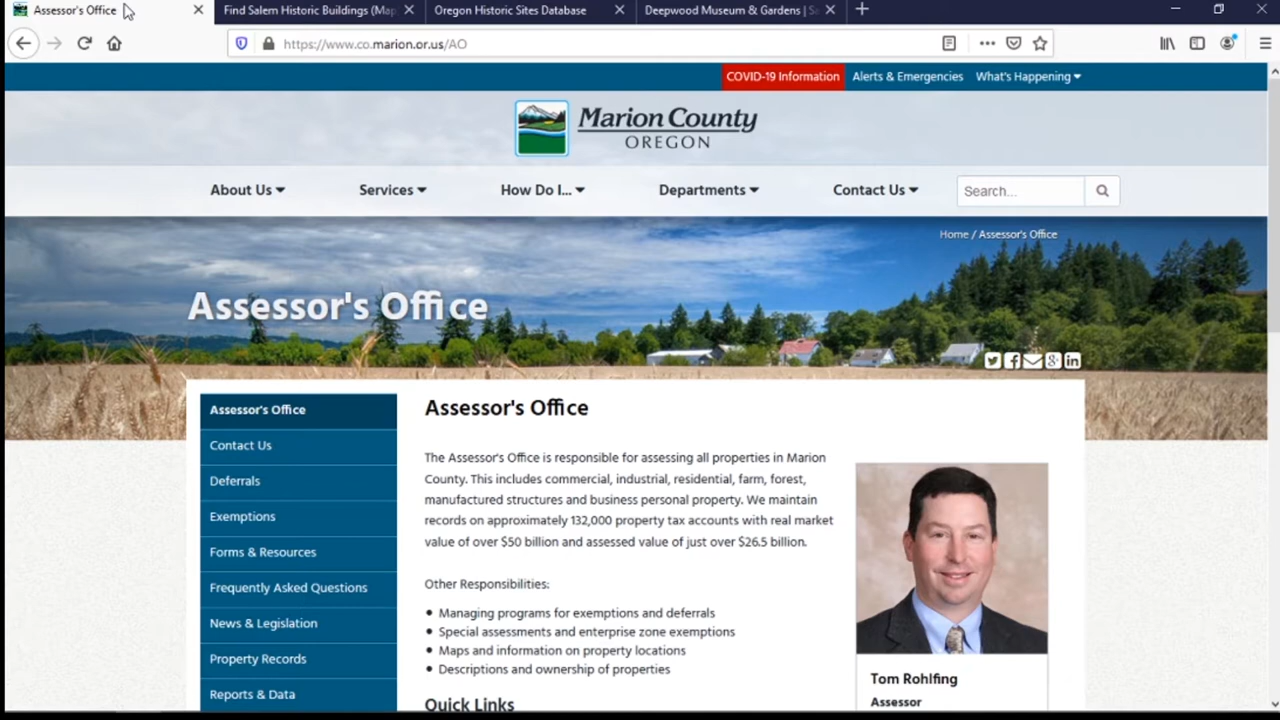 Assessor's Office
Find Salem Historic Buildings (Map
Oregon Historic Sites Database
Deepwood Museum & Gardens | Sa
https://www.co.marion.or.us/AO
COVID-19 Information
Alerts & Emergencies
What's Happening
Marion County
OREGON
About Us
Services
How Do I...
Departments
Contact Us
Search...
Home / Assessor's Office
Assessor's Office
Assessor's Office
Contact Us
Deferrals
Exemptions
Forms & Resources
Frequently Asked Questions
News & Legislation
Property Records
Reports & Data
Assessor's Office
The Assessor's Office is responsible for assessing all properties in Marion
County. This includes commercial, industrial, residential, farm, forest,
manufactured structures and business personal property. We maintain
records on approximately 132,000 property tax accounts with real market
value of over $50 billion and assessed value of just over $26.5 billion.
Other Responsibilities:
• Managing programs for exemptions and deferrals
• Special assessments and enterprise zone exemptions
• Maps and information on property locations
• Descriptions and ownership of properties
Quick Links
Tom Rohlfing
Assessor